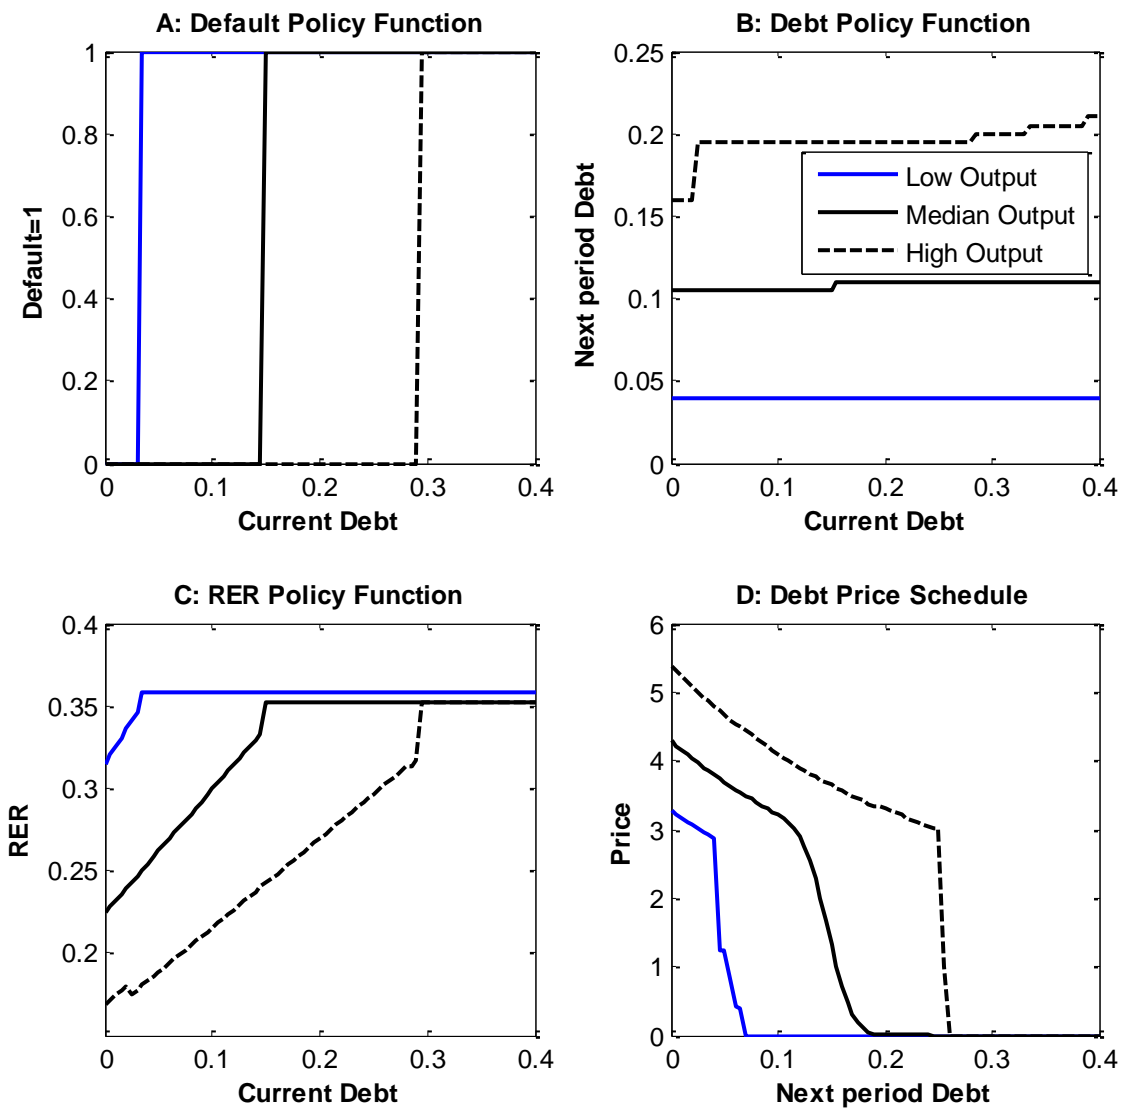 A: Default Policy Function
1
0.8
0.6
0.4
0.2
0
Default=1
0 0.1 0.2 0.3 0.4
Current Debt
B: Debt Policy Function
0.25
0.2
0.15
0.1
0.05
0
Next period Debt
Low Output
Median Output
High Output
0 0.1 0.2 0.3 0.4
Current Debt
C: RER Policy Function
0.4
0.35
0.3
0.25
0.2
RER
0 0.1 0.2 0.3 0.4
Current Debt
D: Debt Price Schedule
6
5
4
3
2
1
0
Price
0 0.1 0.2 0.3 0.4
Next period Debt